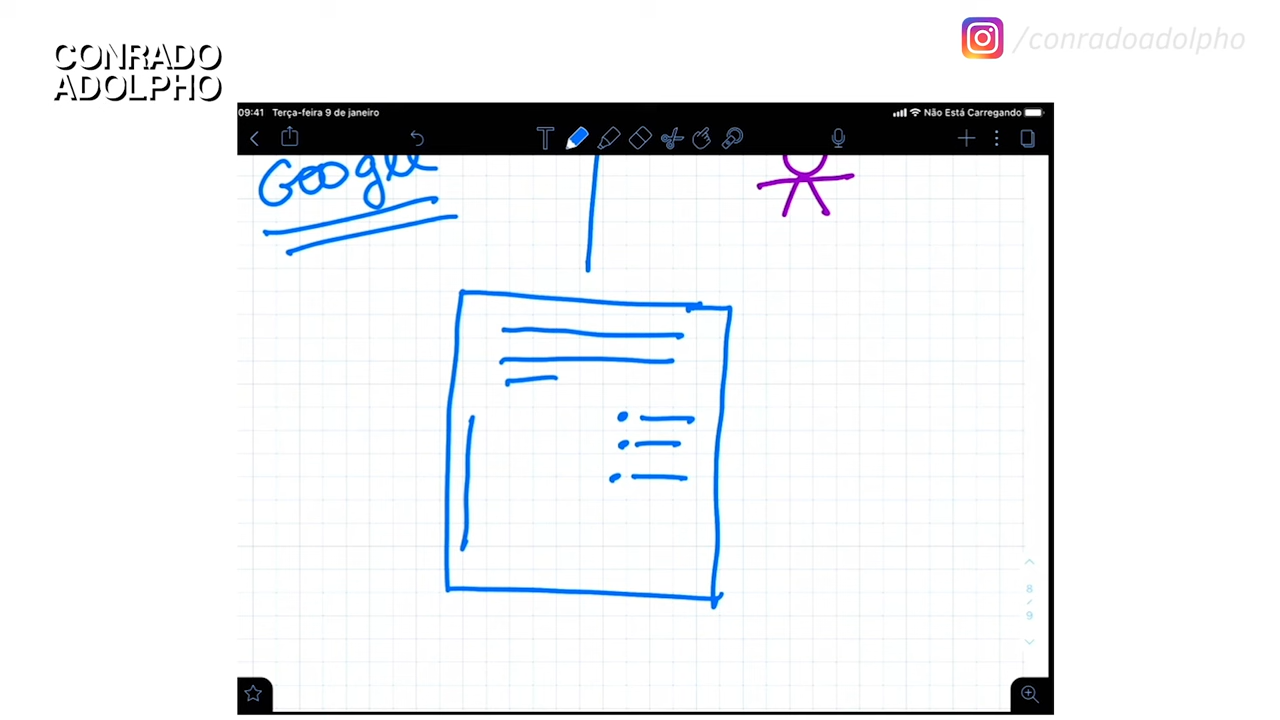 /conradoadolpho
CONRADO
ADOLPHO
09:41 Terça-feira 9 de janeiro
Não Está Carregando
T
Google
8
/
9